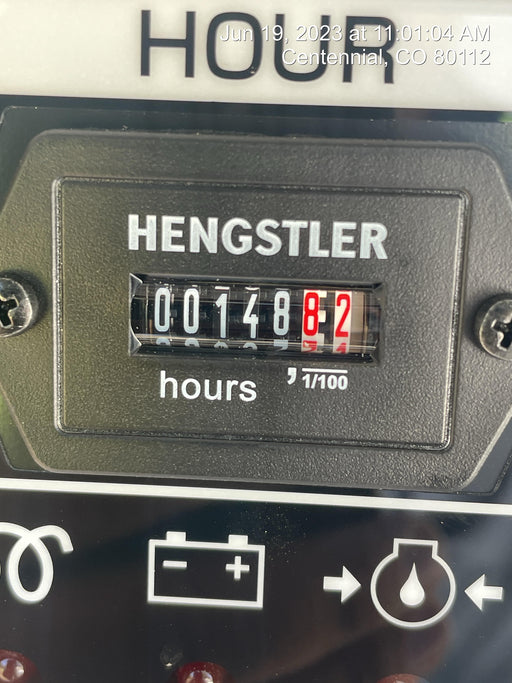 HOUR
Jun 19, 2023 at 11:01:04 AM
Centennial, CO 80112
HENGSTLER
0014882
hours , 1/100
- +